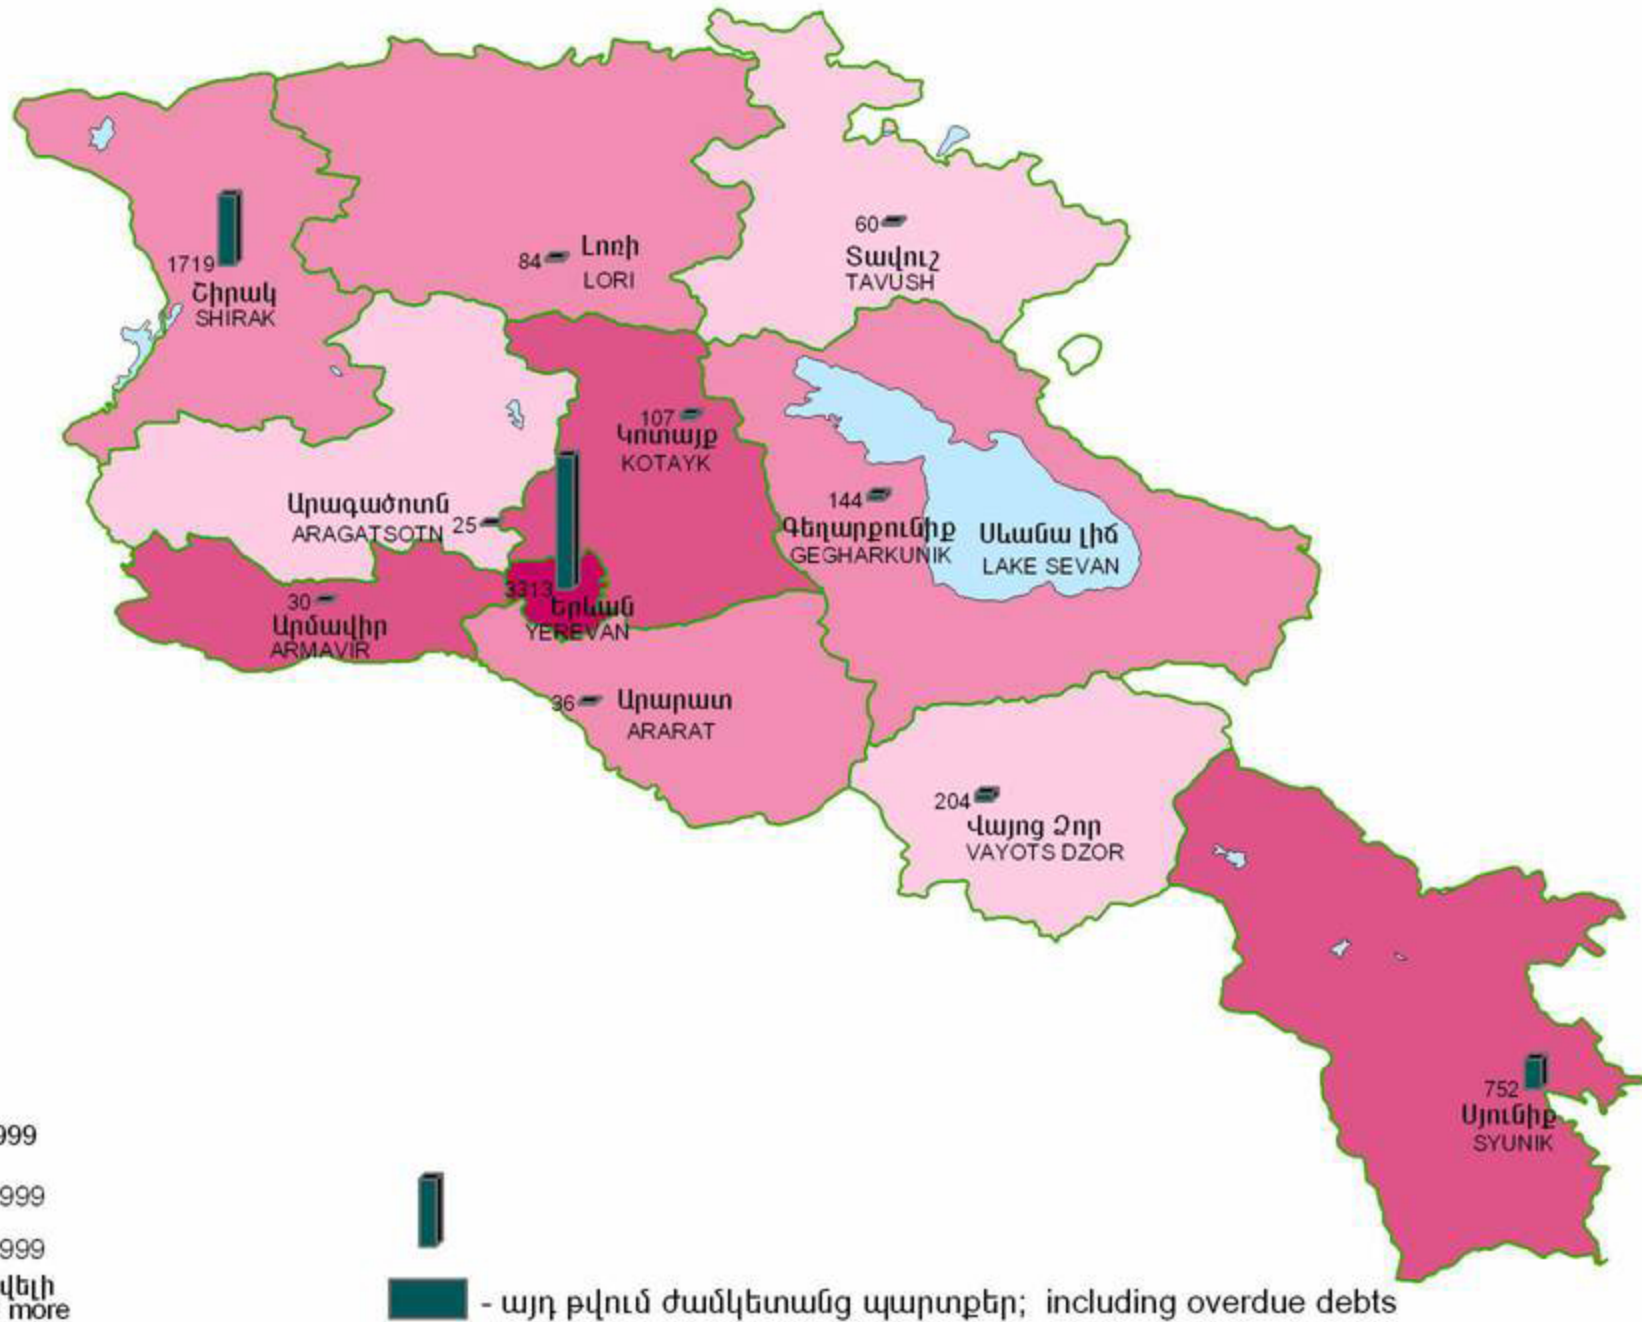 60
Տավուշ
TAVUSH
84
Լոռի
LORI
1719
Շիրակ
SHIRAK
107
Կոտայք
KOTAYK
144
Գեղարքունիք
GEGHARKUNIK
Սևանա լիճ
LAKE SEVAN
Արագածոտն
ARAGATSOTN 25
30
Արմավիր
ARMAVIR
3313
Երևան
YEREVAN
36
Արարատ
ARARAT
204
Վայոց Ձոր
VAYOTS DZOR
752
Սյունիք
SYUNIK
999
999
999
վելի
more
- այդ թվում ժամկետանց պարտքեր; including overdue debts